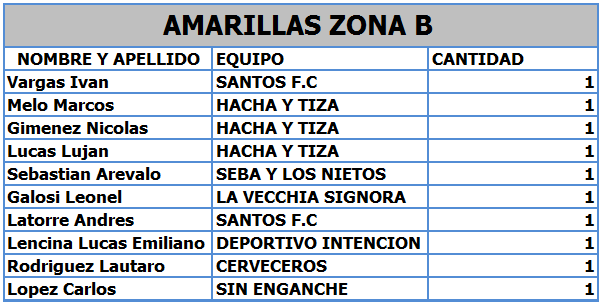 AMARILLAS ZONA B
NOMBRE Y APELLIDO EQUIPO CANTIDAD
Vargas Ivan SANTOS F.C 1
Melo Marcos HACHA Y TIZA 1
Gimenez Nicolas HACHA Y TIZA 1
Lucas Lujan HACHA Y TIZA 1
Sebastian Arevalo SEBA Y LOS NIETOS 1
Galosi Leonel LA VECCHIA SIGNORA 1
Latorre Andres SANTOS F.C 1
Lencina Lucas Emiliano DEPORTIVO INTENCION 1
Rodriguez Lautaro CERVECEROS 1
Lopez Carlos SIN ENGANCHE 1